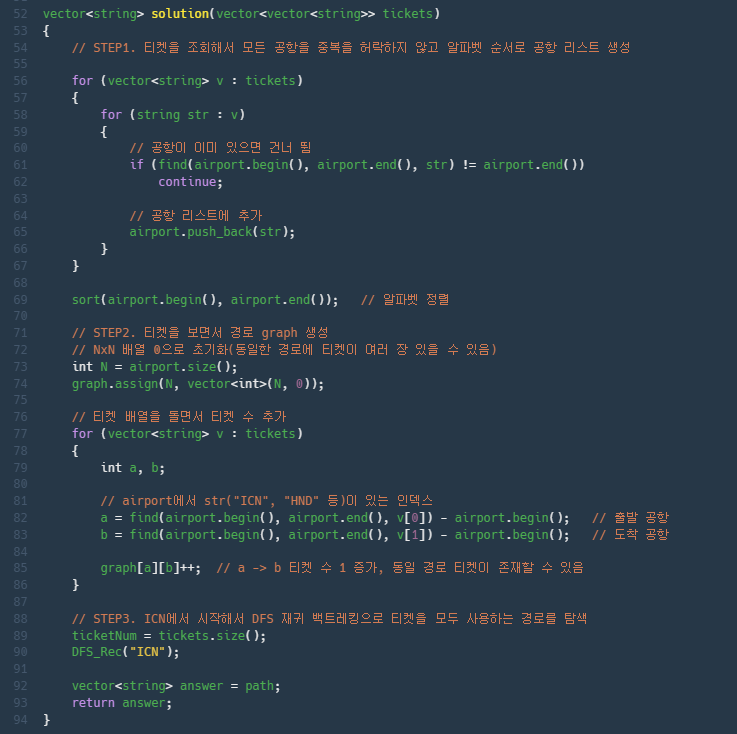 52 vector<string> solution(vector<vector<string>> tickets)
53 {
54     // STEP1. 티켓을 조회해서 모든 공항을 중복을 허락하지 않고 알파벳 순서로 공항 리스트 생성
55
56     for (vector<string> v : tickets)
57     {
58         for (string str : v)
59         {
60             // 공항이 이미 있으면 건너 뜀
61             if (find(airport.begin(), airport.end(), str) != airport.end())
62                 continue;
63
64             // 공항 리스트에 추가
65             airport.push_back(str);
66         }
67     }
68
69     sort(airport.begin(), airport.end());   // 알파벳 정렬
70
71     // STEP2. 티켓을 보면서 경로 graph 생성
72     // NxN 배열 0으로 초기화(동일한 경로에 티켓이 여러 장 있을 수 있음)
73     int N = airport.size();
74     graph.assign(N, vector<int>(N, 0));
75
76     // 티켓 배열을 돌면서 티켓 수 추가
77     for (vector<string> v : tickets)
78     {
79         int a, b;
80
81         // airport에서 str("ICN", "HND" 등)이 있는 인덱스
82         a = find(airport.begin(), airport.end(), v[0]) - airport.begin();   // 출발 공항
83         b = find(airport.begin(), airport.end(), v[1]) - airport.begin();   // 도착 공항
84
85         graph[a][b]++;  // a -> b 티켓 수 1 증가, 동일 경로 티켓이 존재할 수 있음
86     }
87
88     // STEP3. ICN에서 시작해서 DFS 재귀 백트레킹으로 티켓을 모두 사용하는 경로를 탐색
89     ticketNum = tickets.size();
90     DFS_Rec("ICN");
91
92     vector<string> answer = path;
93     return answer;
94 }